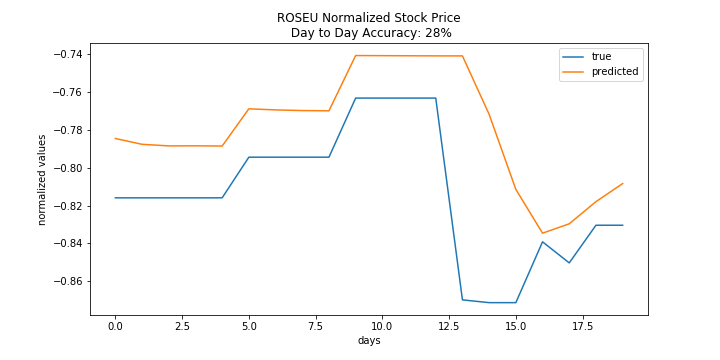 ROSEU Normalized Stock Price
Day to Day Accuracy: 28%
true
predicted
normalized values
−0.74
−0.76
−0.78
−0.80
−0.82
−0.84
−0.86
0.0 2.5 5.0 7.5 10.0 12.5 15.0 17.5
days